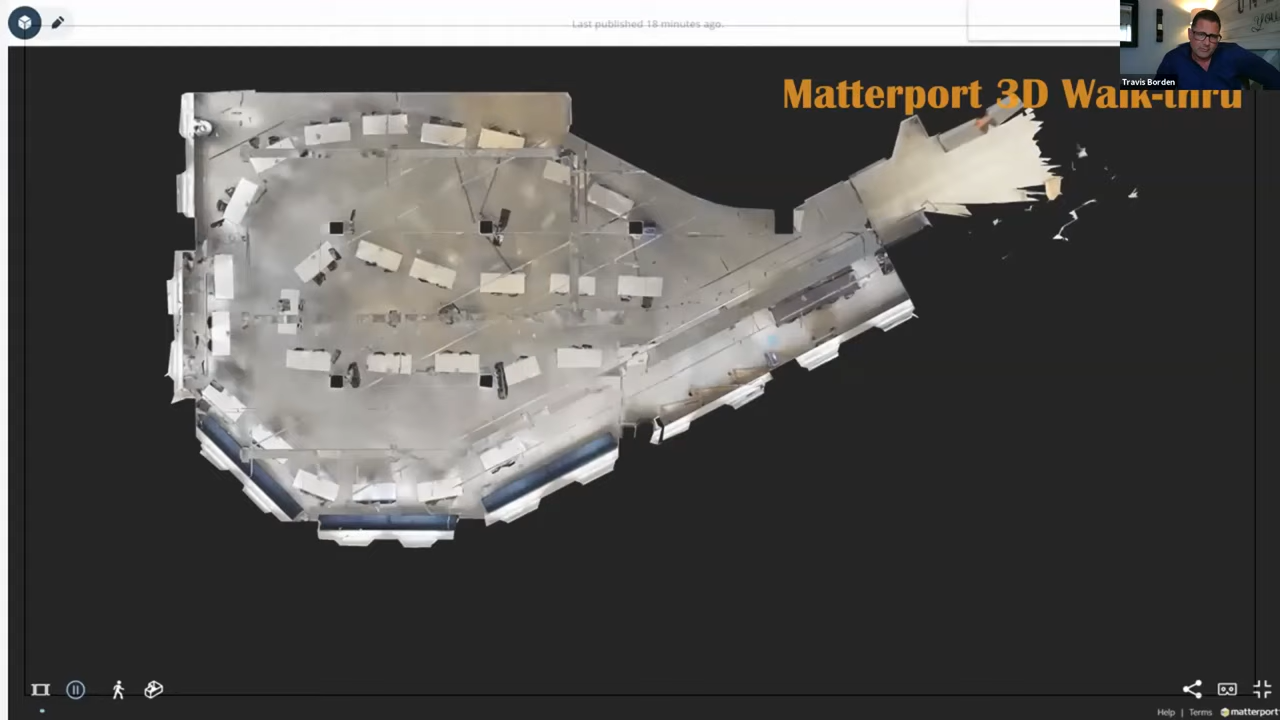 Last published 18 minutes ago.
Matterport 3D Walk-thru
Travis Borden
Help | Terms
matterport